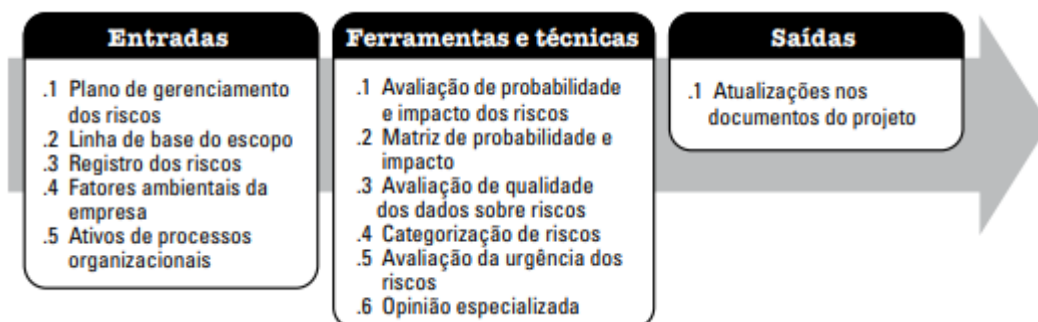 Entradas
.1 Plano de gerenciamento
dos riscos
.2 Linha de base do escopo
.3 Registro dos riscos
.4 Fatores ambientais da
empresa
.5 Ativos de processos
organizacionais
Ferramentas e técnicas
.1 Avaliação de probabilidade
e impacto dos riscos
.2 Matriz de probabilidade e
impacto
.3 Avaliação de qualidade
dos dados sobre riscos
.4 Categorização de riscos
.5 Avaliação da urgência dos
riscos
.6 Opinião especializada
Saídas
.1 Atualizações nos
documentos do projeto